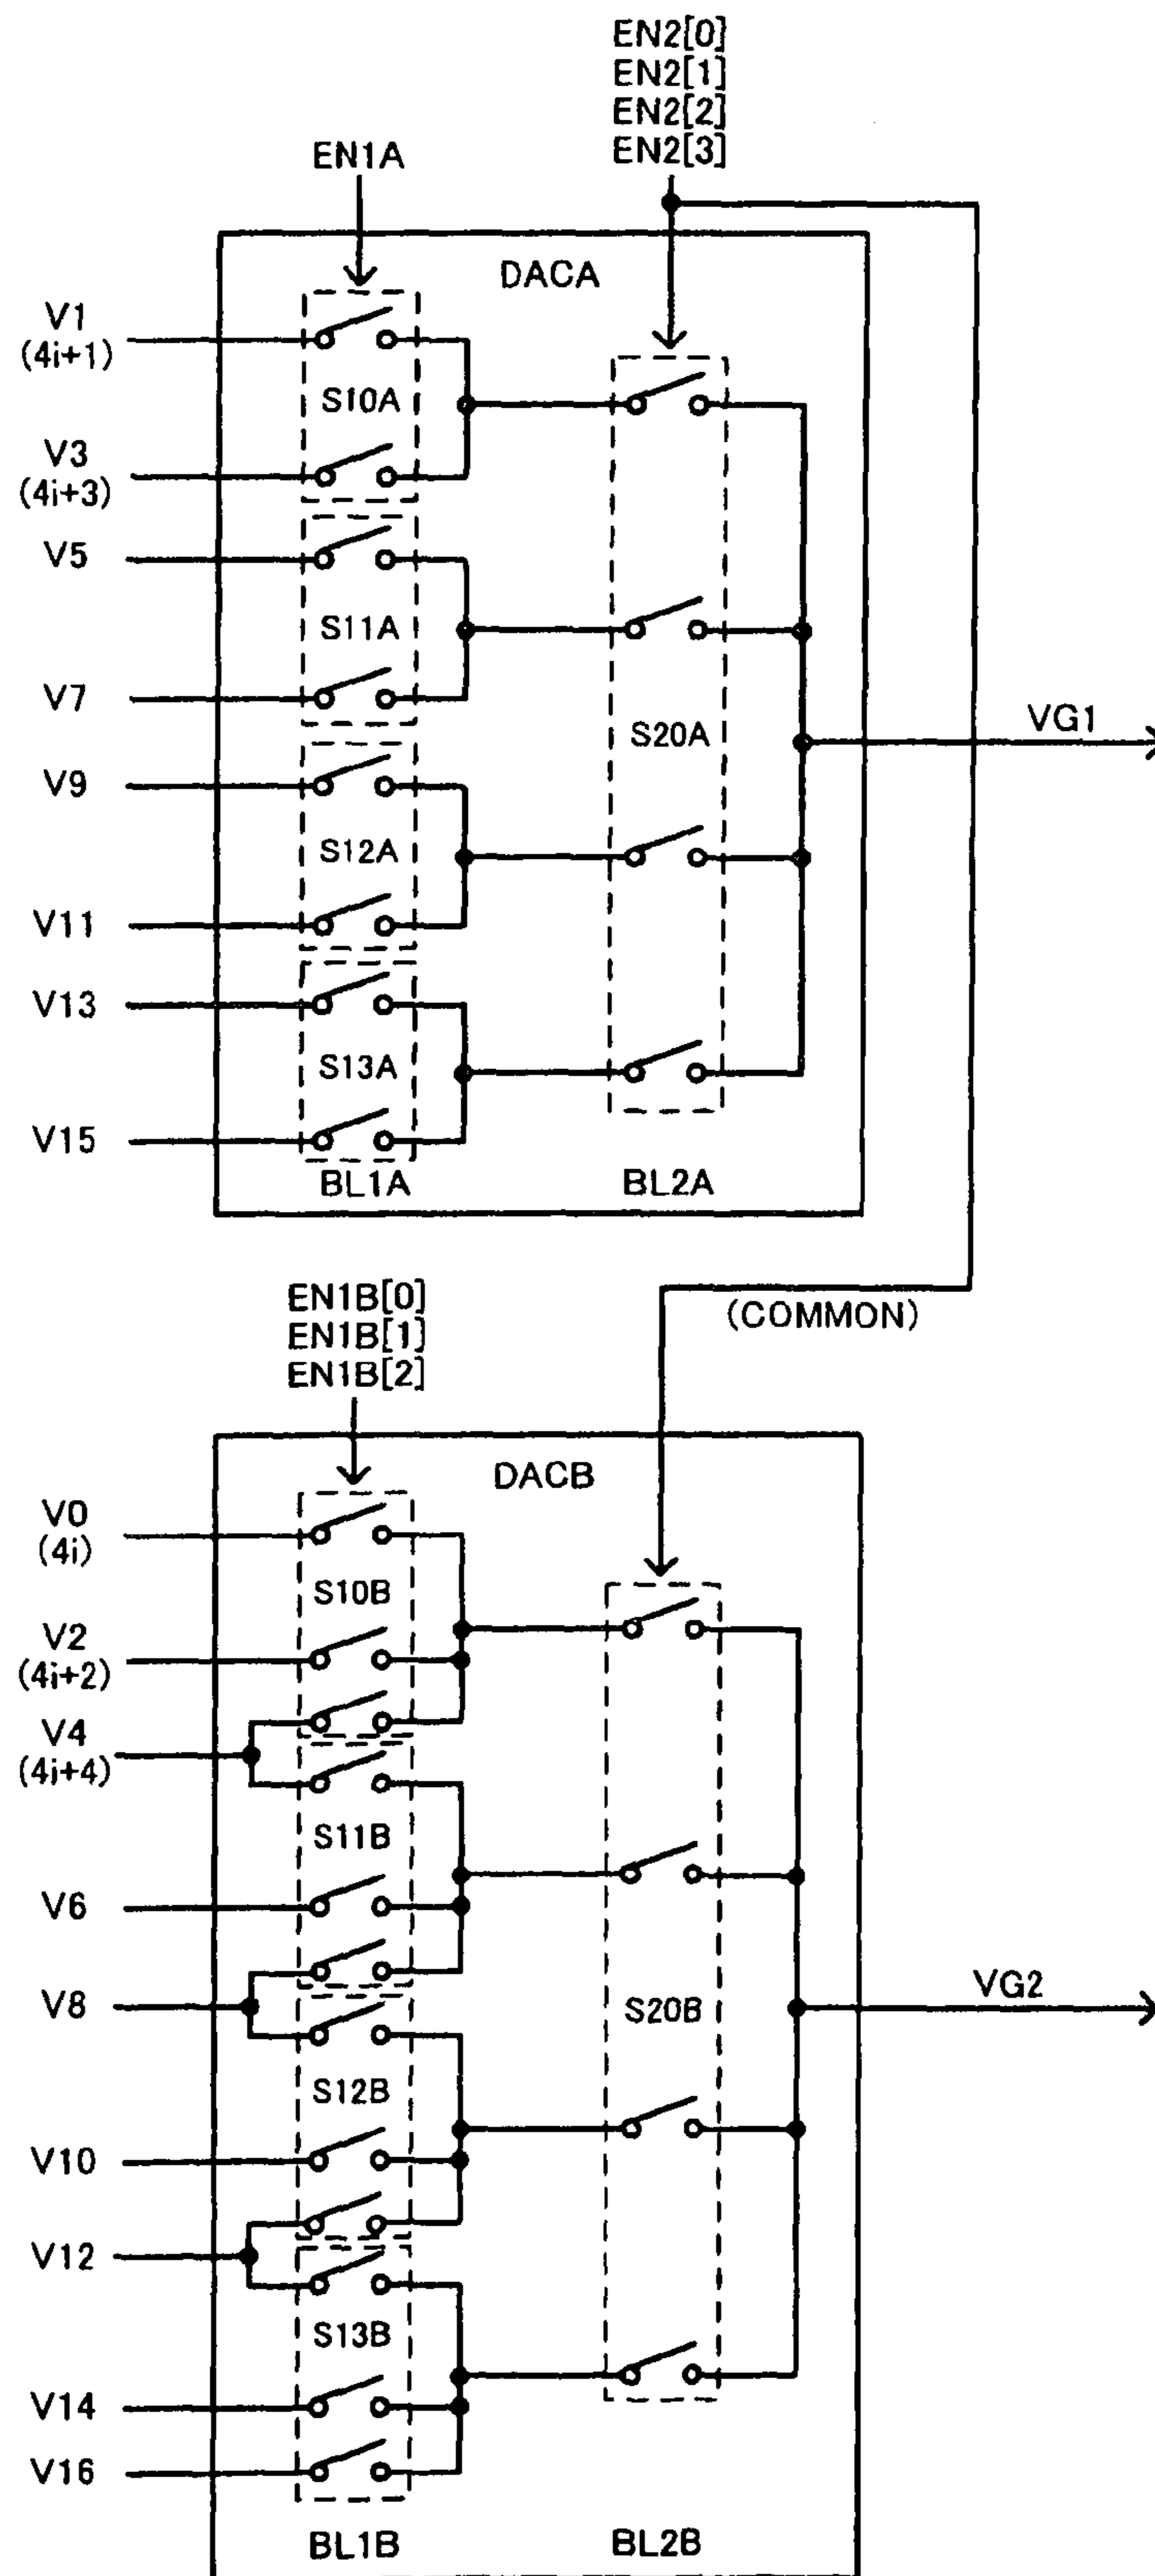 EN2[0]
EN2[1]
EN2[2]
EN2[3]
EN1A
DACA
V1
(4i+1)
S10A
V3
(4i+3)
V5
S11A
V7
S20A
VG1
V9
S12A
V11
V13
S13A
V15
BL1A
BL2A
EN1B[0]
EN1B[1]
EN1B[2]
(COMMON)
DACB
V0
(4i)
S10B
V2
(4i+2)
V4
(4i+4)
S11B
V6
V8
S20B
VG2
S12B
V10
V12
S13B
V14
V16
BL1B
BL2B